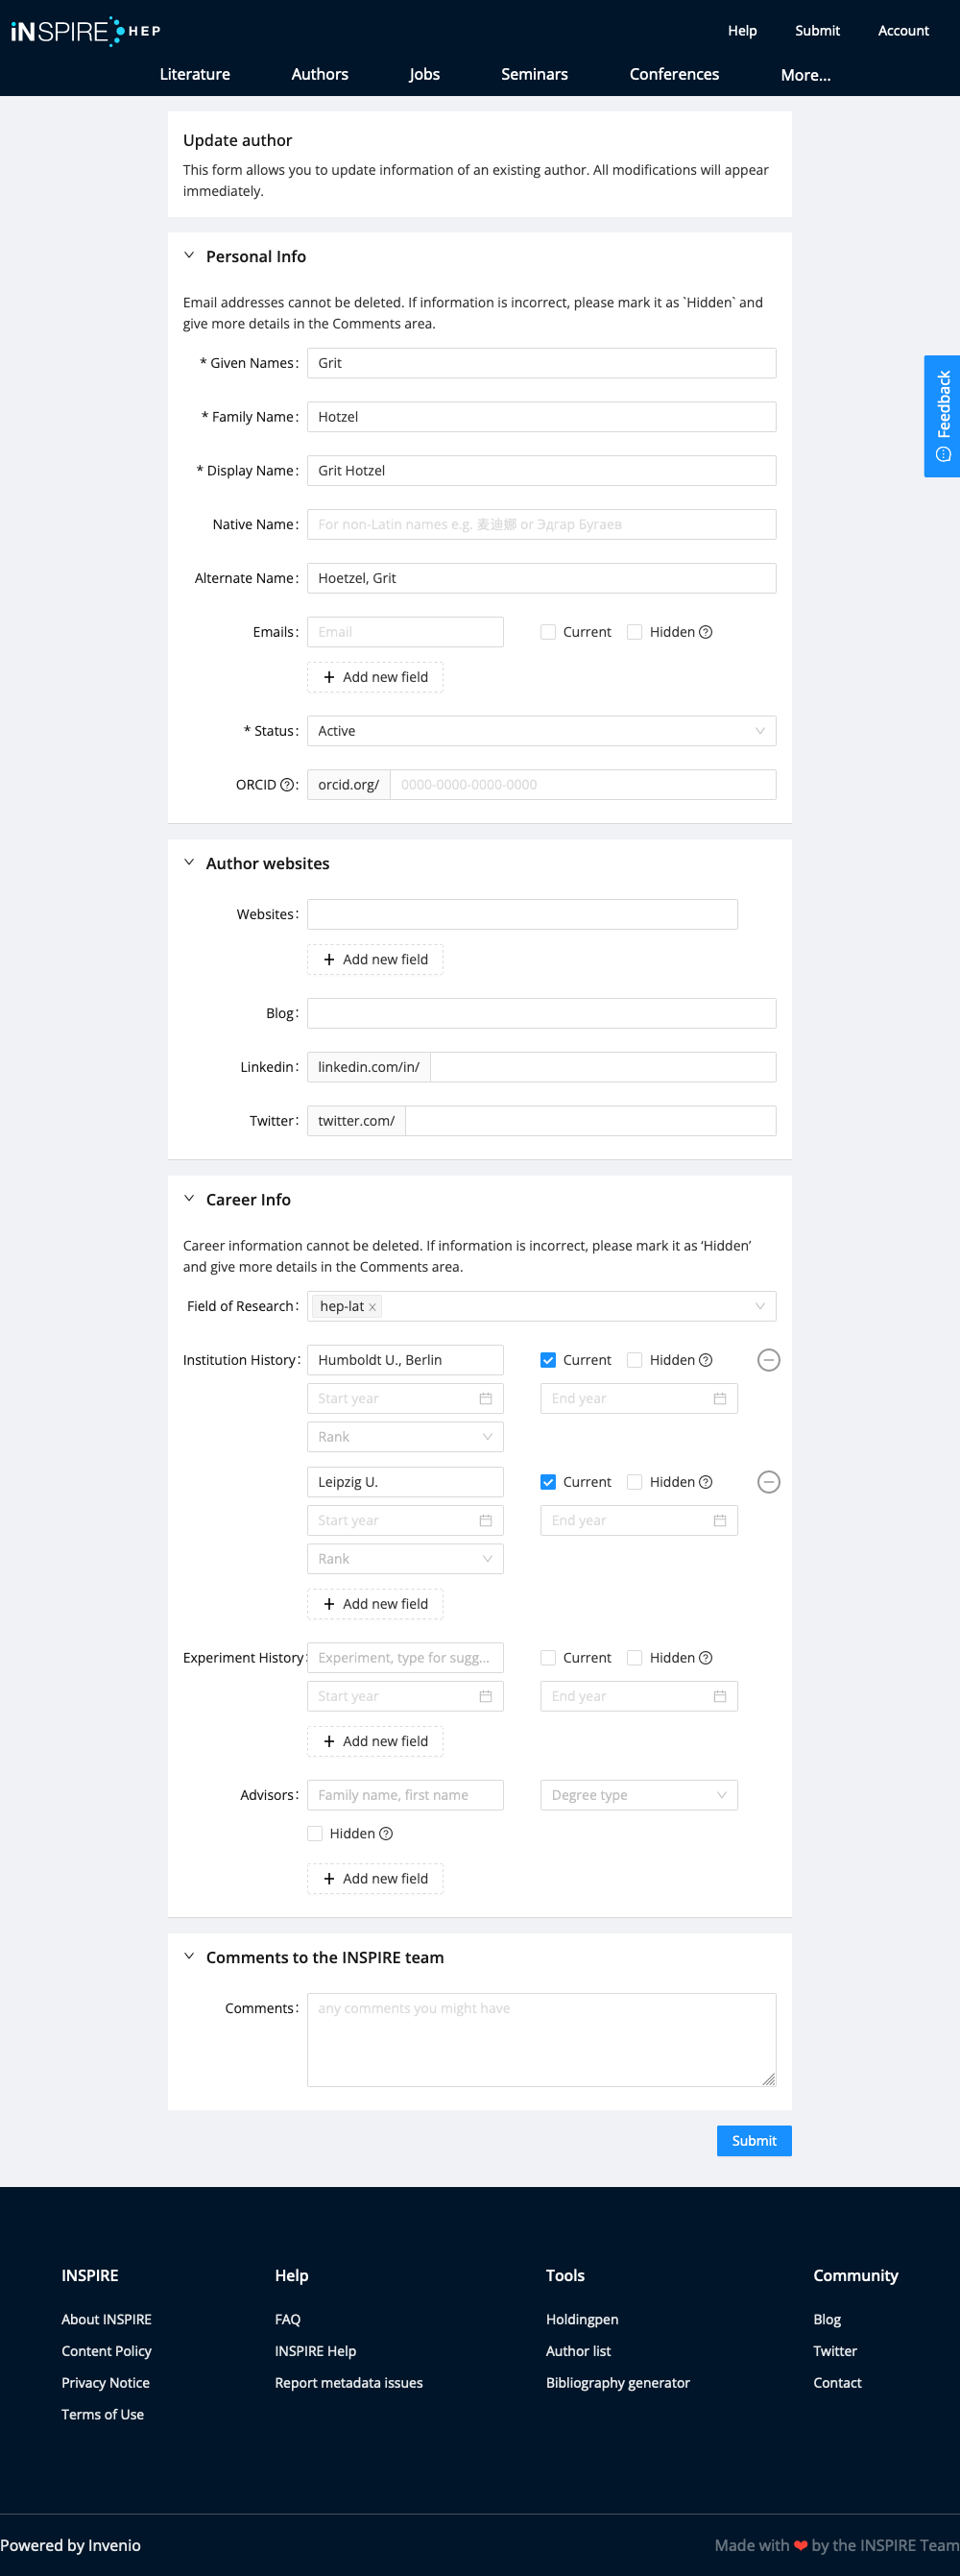 iNSPIRE HEP
Help Submit Account
Literature Authors Jobs Seminars Conferences More...
Update author
This form allows you to update information of an existing author. All modifications will appear
immediately.
Personal Info
Email addresses cannot be deleted. If information is incorrect, please mark it as `Hidden` and
give more details in the Comments area.
* Given Names: Grit
* Family Name: Hotzel
* Display Name: Grit Hotzel
Native Name: For non-Latin names e.g. 麦迪娜 or Эдгар Бугаев
Alternate Name: Hoetzel, Grit
Emails: Email Current Hidden
Add new field
* Status: Active
ORCID : orcid.org/ 0000-0000-0000-0000
Feedback
Author websites
Websites:
Add new field
Blog:
Linkedin: linkedin.com/in/
Twitter: twitter.com/
Career Info
Career information cannot be deleted. If information is incorrect, please mark it as ‘Hidden’
and give more details in the Comments area.
Field of Research: hep-lat
Institution History: Humboldt U., Berlin Current Hidden
Start year End year
Rank
Leipzig U. Current Hidden
Start year End year
Rank
Add new field
Experiment History: Experiment, type for sugg... Current Hidden
Start year End year
Add new field
Advisors: Family name, first name Degree type
Hidden
Add new field
Comments to the INSPIRE team
Comments: any comments you might have
Submit
INSPIRE Help Tools Community
About INSPIRE FAQ Holdingpen Blog
Content Policy INSPIRE Help Author list Twitter
Privacy Notice Report metadata issues Bibliography generator Contact
Terms of Use
Powered by Invenio Made with ❤ by the INSPIRE Team